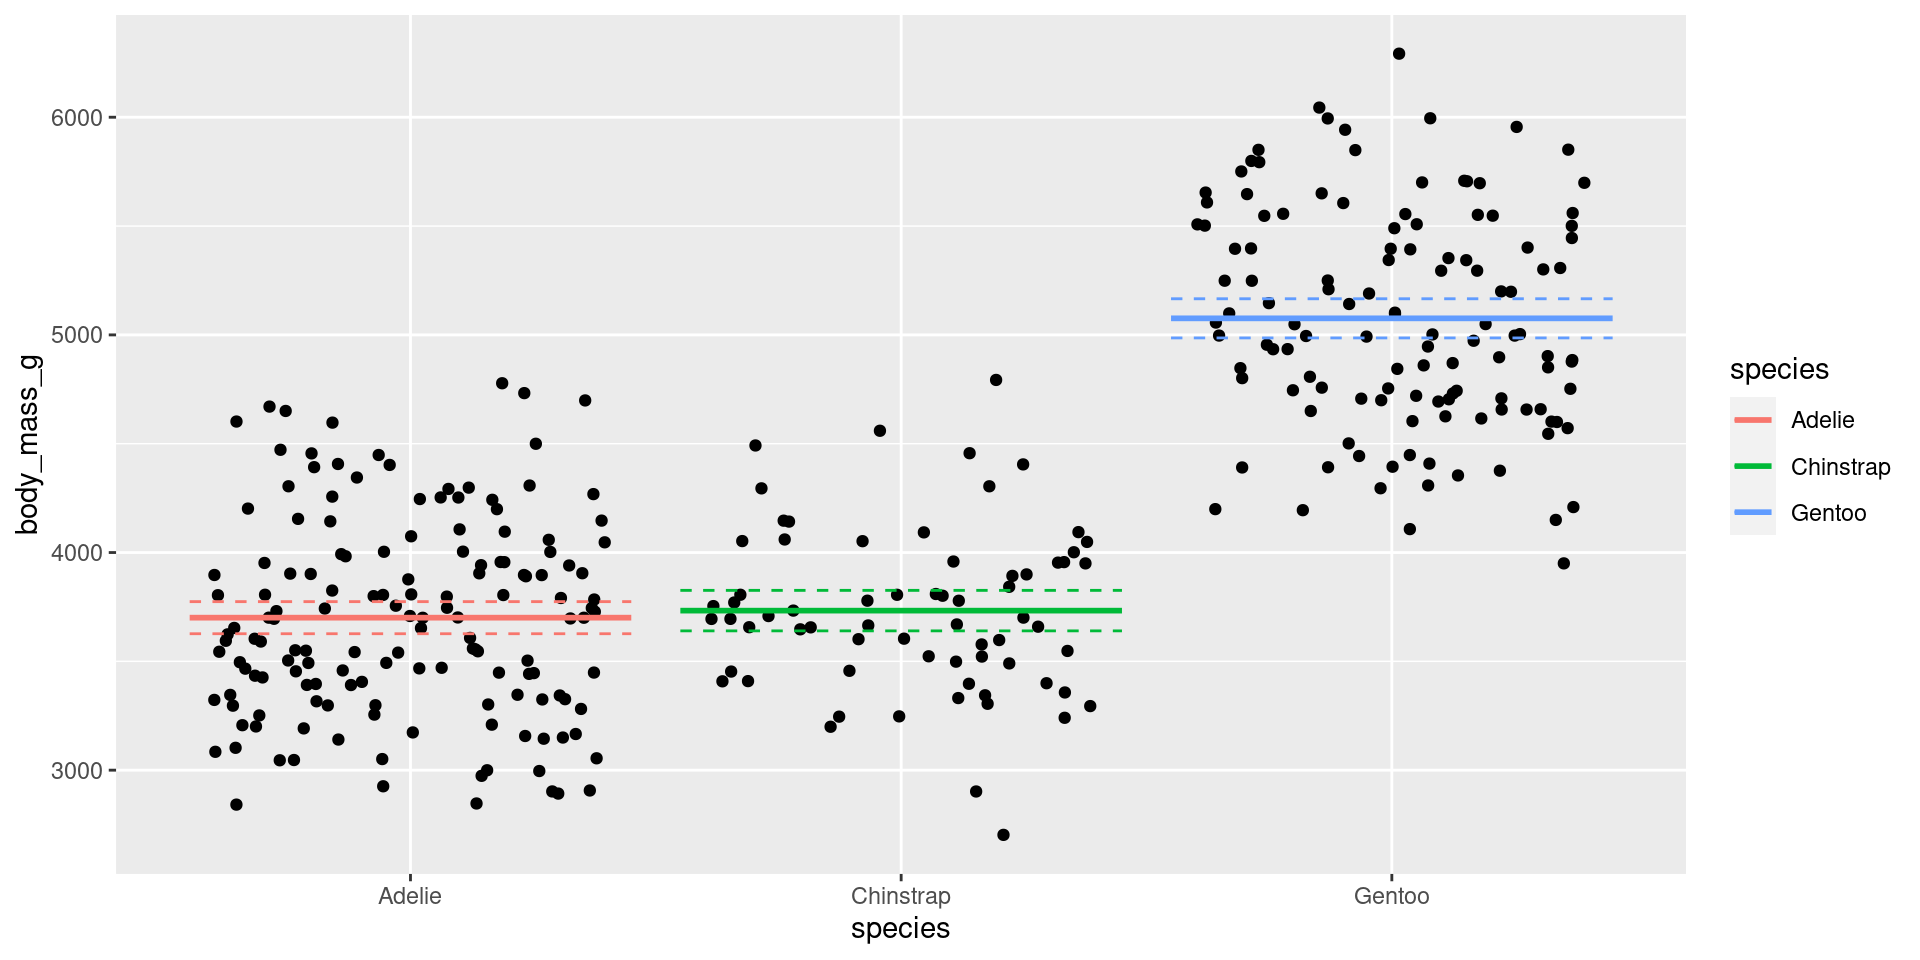 body_mass_g
6000
5000
4000
3000
Adelie
Chinstrap
Gentoo
species
species
Adelie
Chinstrap
Gentoo